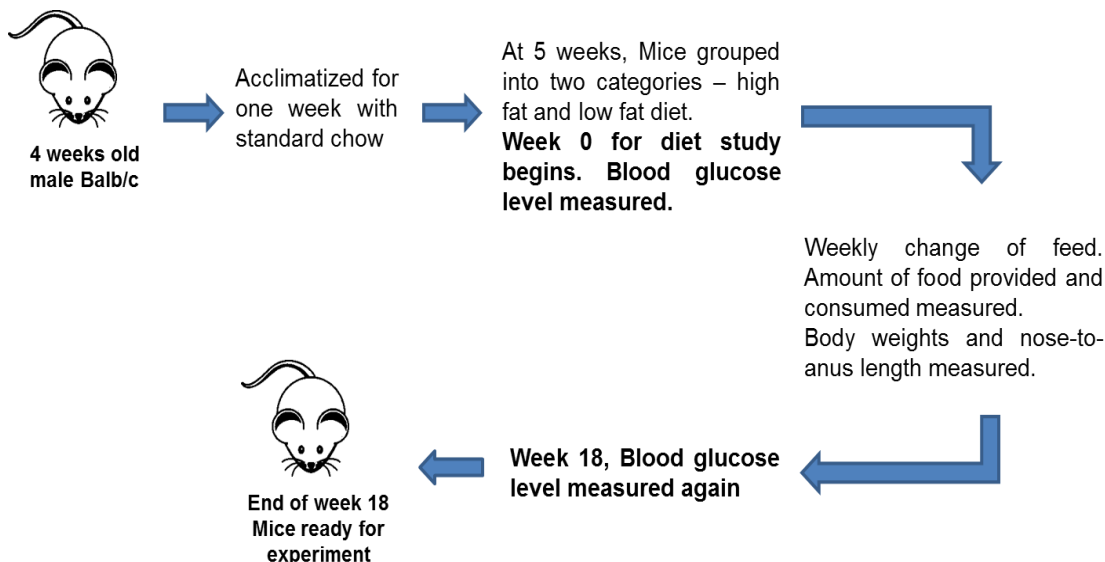 4 weeks old
male Balb/c
Acclimatized for
one week with
standard chow
At 5 weeks, Mice grouped
into two categories – high
fat and low fat diet.
Week 0 for diet study
begins. Blood glucose
level measured.
Weekly change of feed.
Amount of food provided and
consumed measured.
Body weights and nose-to-
anus length measured.
Week 18, Blood glucose
level measured again
End of week 18
Mice ready for
experiment